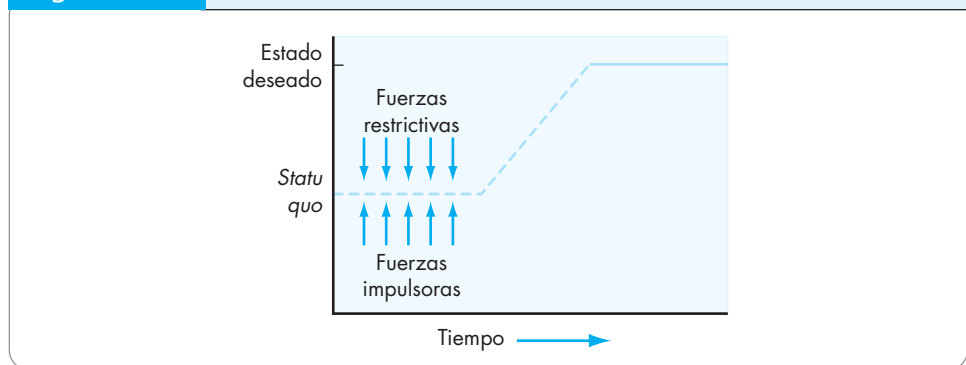 Estado
deseado
Fuerzas
restrictivas
Statu
quo
Fuerzas
impulsoras
Tiempo